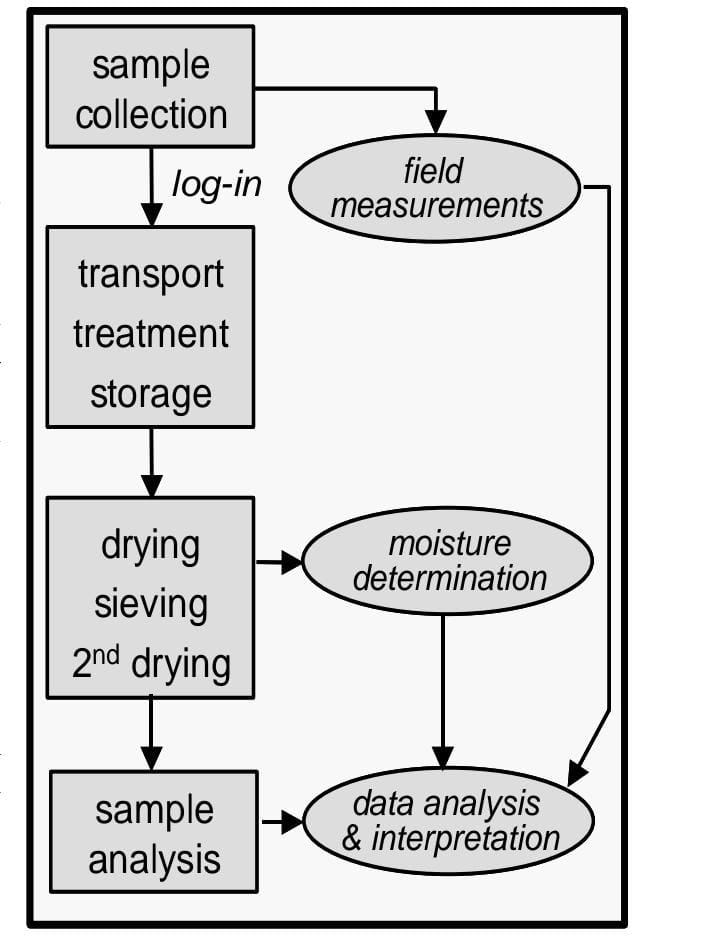 sample
collection
log-in
field
measurements
transport
treatment
storage
drying
sieving
2nd drying
moisture
determination
sample
analysis
data analysis
& interpretation